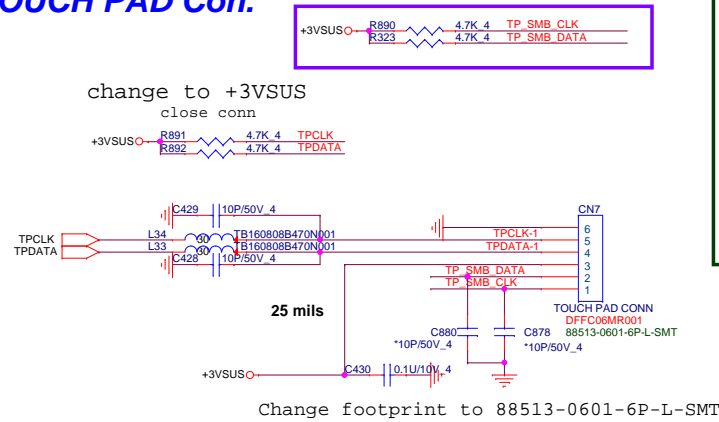 TOUCH PAD Con.
+3VSUS
R890 4.7K_4 TP_SMB_CLK
R323 4.7K_4 TP_SMB_DATA
change to +3VSUS
close conn
+3VSUS
R891 4.7K_4 TPCLK
R892 4.7K_4 TPDATA
C429 10P/50V_4
CN7
TPCLK L34 30 TB160808B470N001 TPCLK-1
TPDATA L33 30 TB160808B470N001 TPDATA-1
C428 10P/50V_4
6
5
4
3
2
1
TP_SMB_DATA
TP_SMB_CLK
25 mils
TOUCH PAD CONN
DFFC06MR001
88513-0601-6P-L-SMT
C880
*10P/50V_4
C878
*10P/50V_4
+3VSUS
C430 0.1U/10V_4
Change footprint to 88513-0601-6P-L-SMT